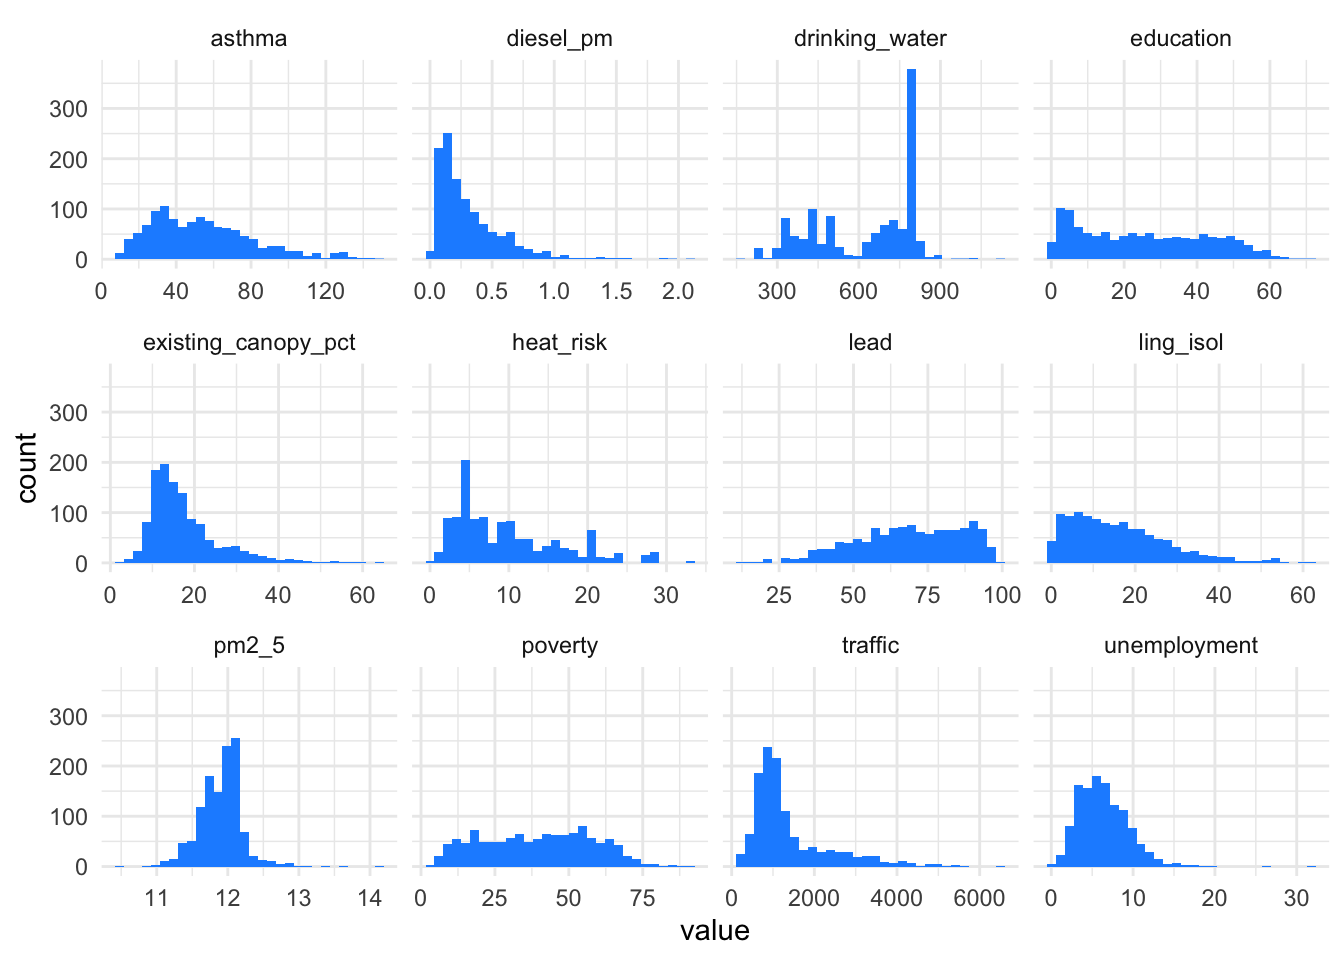 asthma diesel_pm drinking_water education
300
200
100
0
0 40 80 120 0.0 0.5 1.0 1.5 2.0 300 600 900 0 20 40 60
existing_canopy_pct heat_risk lead ling_isol
300
200
100
0
0 20 40 60 0 10 20 30 25 50 75 100 0 20 40 60
pm2_5 poverty traffic unemployment
300
200
100
0
11 12 13 14 0 25 50 75 0 2000 4000 6000 0 10 20 30
count
value